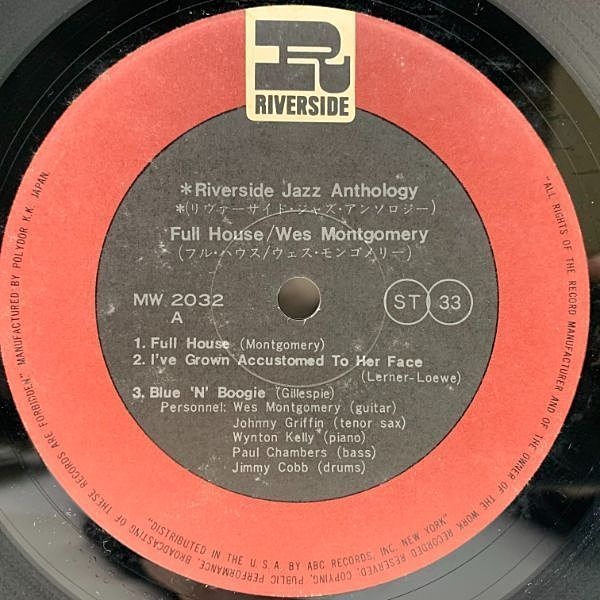 R
RIVERSIDE
*Riverside Jazz Anthology
*(リヴァーサイド・ジャズ・アンソロジー)
Full House/Wes Montgomery
(フル・ハウス/ウェス・モンゴメリー)
MW 2032
A
ST 33
1. Full House (Montgomery)
2. I've Grown Accustomed To Her Face
(Lerner-Loewe)
3. Blue 'N' Boogie (Gillespie)
Personnel: Wes Montgomery (guitar)
Johnny Griffin (tenor sax)
Wynton Kelly (piano)
Paul Chambers (bass)
Jimmy Cobb (drums)
"ALL RIGHTS OF THE RECORD MANUFACTURER AND OF THE OWNER OF THE WORK RECORDED RESERVED, COPYING, PUBLIC PERFORMANCE, BROADCASTING OF THESE RECORDS ARE FORBIDDEN," MANUFACTURED BY POLYDOR K.K. JAPAN.
"DISTRIBUTED IN THE U.S.A. BY ABC RECORDS, INC. NEW YORK"